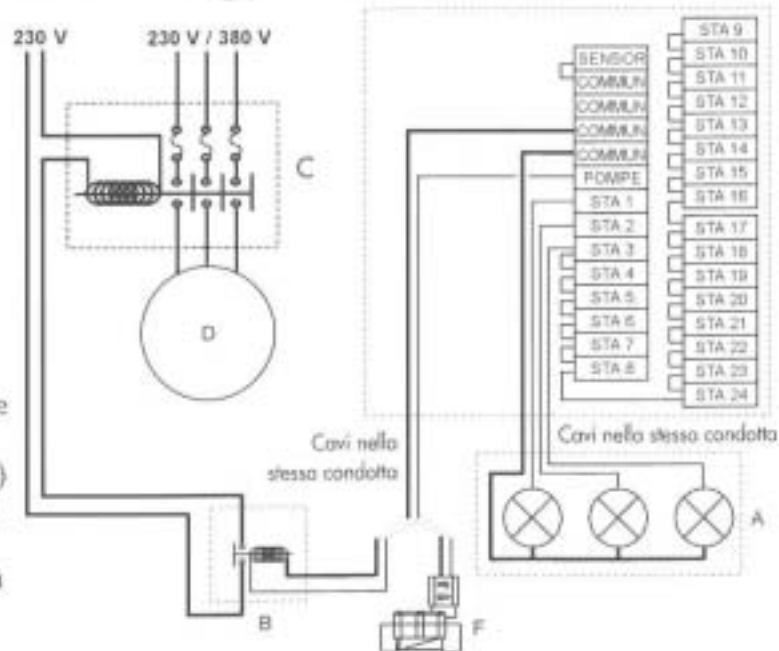 230 V
230 V / 380 V
C
D
SENSOR
COMMUN
COMMUN
COMMUN
COMMUN
POMPE
STA 1
STA 2
STA 3
STA 4
STA 5
STA 6
STA 7
STA 8
STA 9
STA 10
STA 11
STA 12
STA 13
STA 14
STA 15
STA 16
STA 17
STA 18
STA 19
STA 20
STA 21
STA 22
STA 23
STA 24
Cavi nella
stessa condotta
Cavi nella stessa condotta
A
B
F